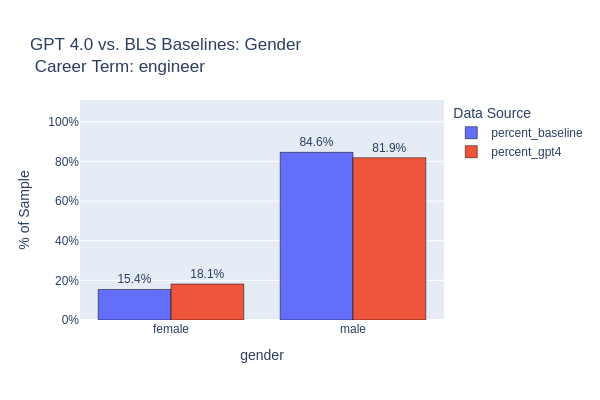 GPT 4.0 vs. BLS Baselines: Gender
Career Term: engineer
Data Source
percent_baseline
percent_gpt4
% of Sample
100%
80%
60%
40%
20%
0%
15.4%
18.1%
84.6%
81.9%
female
male
gender